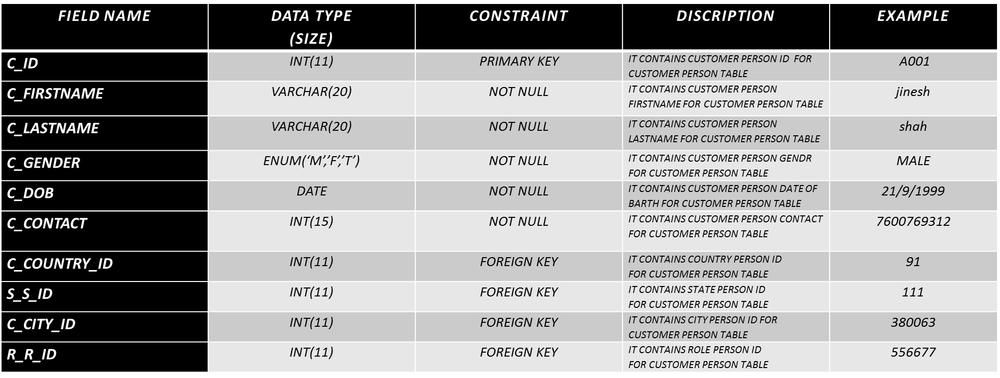 FIELD NAME DATA TYPE CONSTRAINT DISCRIPTION EXAMPLE
(SIZE)
C_ID INT(11) PRIMARY KEY IT CONTAINS CUSTOMER PERSON ID FOR A001
CUSTOMER PERSON TABLE
C_FIRSTNAME VARCHAR(20) NOT NULL IT CONTAINS CUSTOMER PERSON jinesh
FIRSTNAME FOR CUSTOMER PERSON TABLE
C_LASTNAME VARCHAR(20) NOT NULL IT CONTAINS CUSTOMER PERSON shah
LASTNAME FOR CUSTOMER PERSON TABLE
C_GENDER ENUM(‘M’,’F’,’T’) NOT NULL IT CONTAINS CUSTOMER PERSON GENDR MALE
FOR CUSTOMER PERSON TABLE
C_DOB DATE NOT NULL IT CONTAINS CUSTOMER PERSON DATE OF 21/9/1999
BARTH FOR CUSTOMER PERSON TABLE
C_CONTACT INT(15) NOT NULL IT CONTAINS CUSTOMER PERSON CONTACT 7600769312
FOR CUSTOMER PERSON TABLE
C_COUNTRY_ID INT(11) FOREIGN KEY IT CONTAINS COUNTRY PERSON ID 91
FOR CUSTOMER PERSON TABLE
S_S_ID INT(11) FOREIGN KEY IT CONTAINS STATE PERSON ID 111
FOR CUSTOMER PERSON TABLE
C_CITY_ID INT(11) FOREIGN KEY IT CONTAINS CITY PERSON ID FOR 380063
CUSTOMER PERSON TABLE
R_R_ID INT(11) FOREIGN KEY IT CONTAINS ROLE PERSON ID 556677
FOR CUSTOMER PERSON TABLE